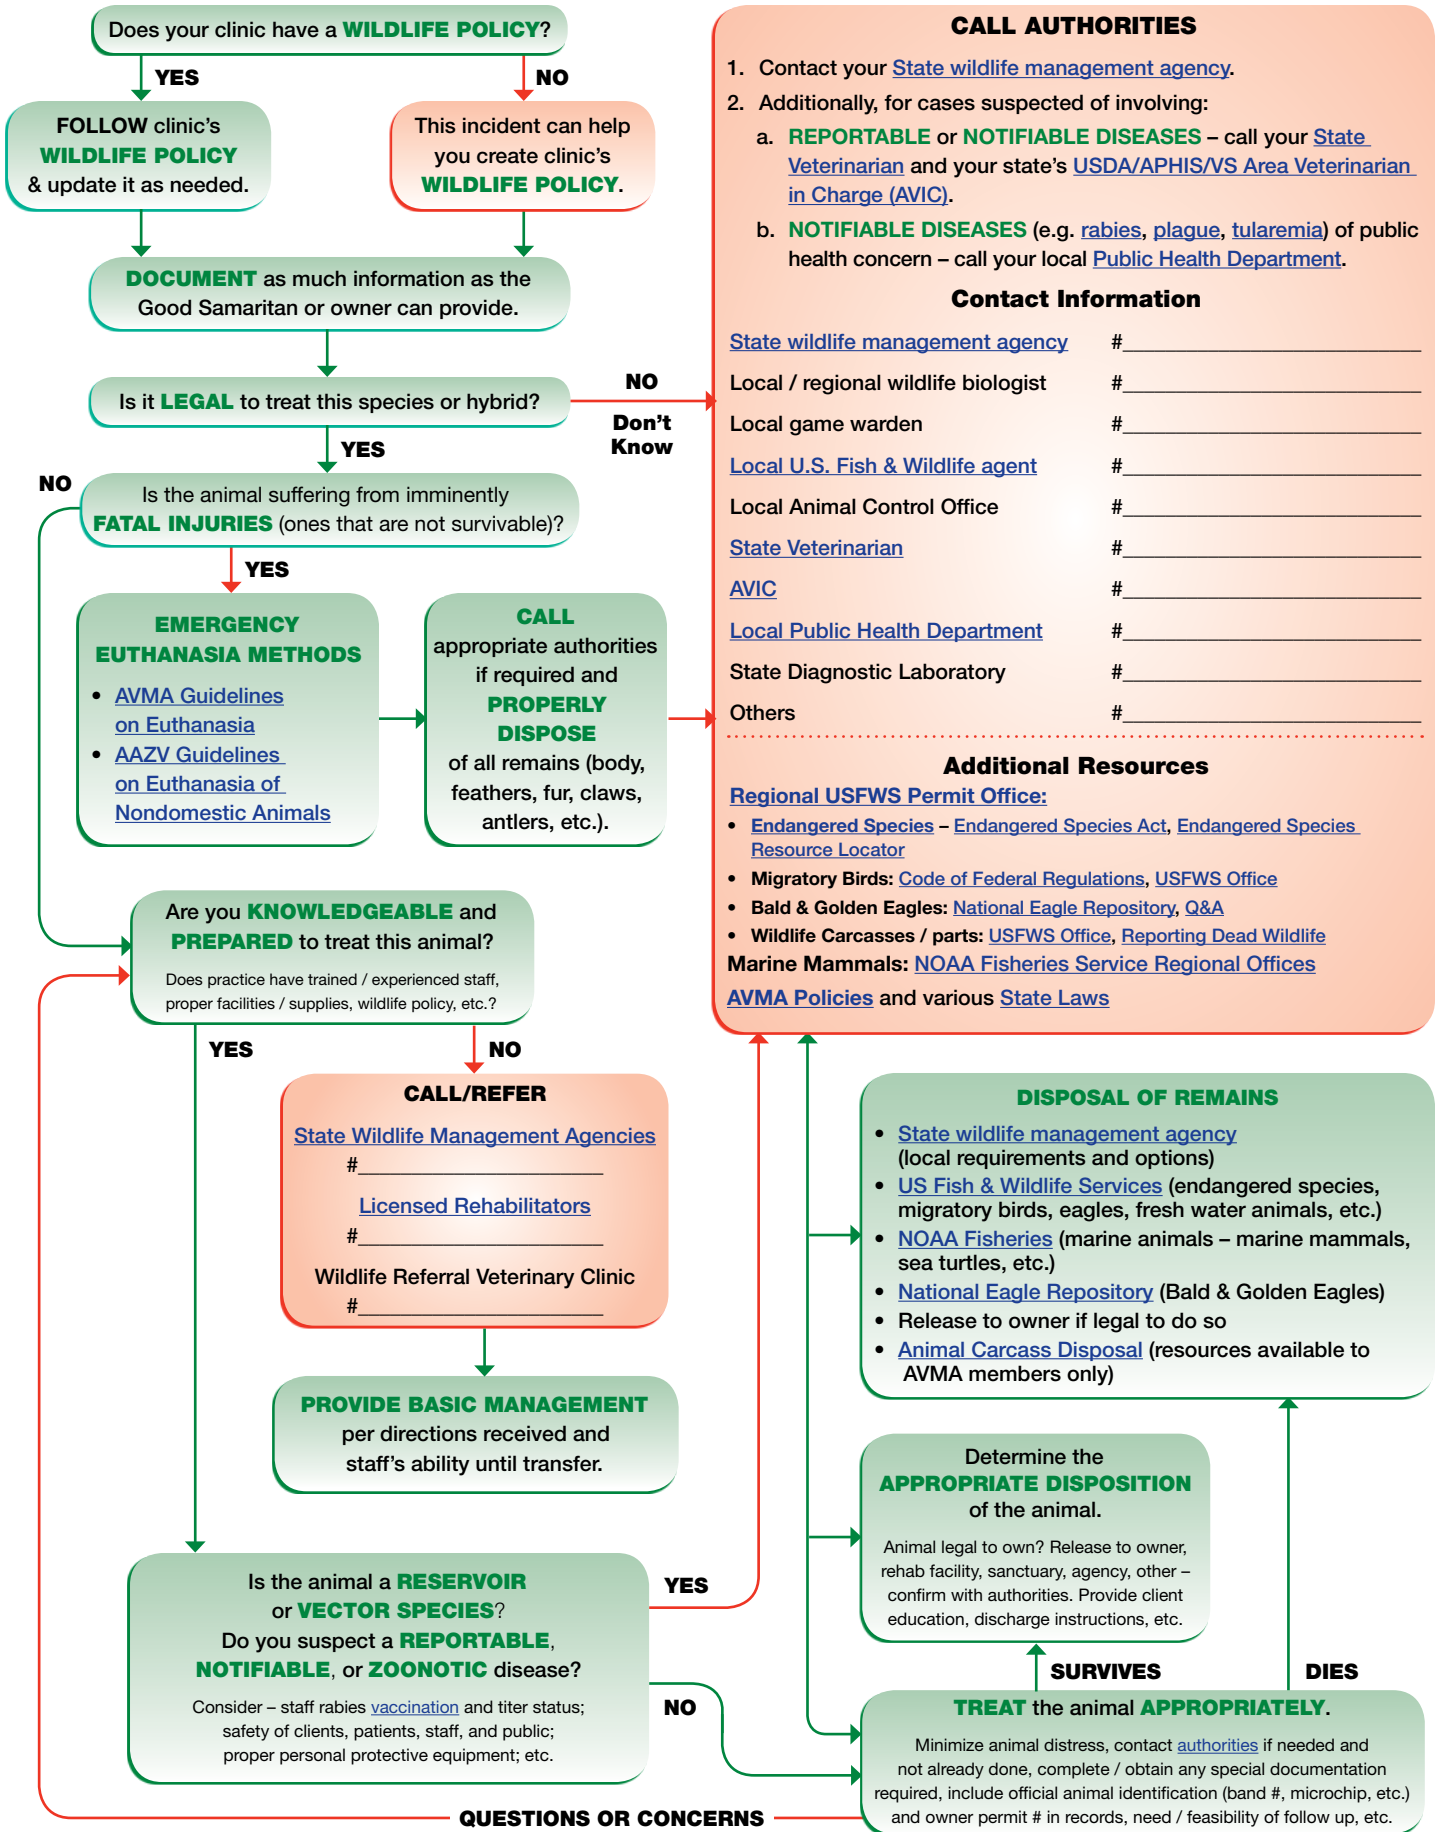 Does your clinic have a WILDLIFE POLICY?
YES
NO
FOLLOW clinic's
WILDLIFE POLICY
& update it as needed.
This incident can help
you create clinic's
WILDLIFE POLICY.
DOCUMENT as much information as the
Good Samaritan or owner can provide.
Is it LEGAL to treat this species or hybrid?
NO
Don't
Know
YES
NO
Is the animal suffering from imminently
FATAL INJURIES (ones that are not survivable)?
YES
EMERGENCY
EUTHANASIA METHODS
• AVMA Guidelines
on Euthanasia
• AAZV Guidelines
on Euthanasia of
Nondomestic Animals
CALL
appropriate authorities
if required and
PROPERLY
DISPOSE
of all remains (body,
feathers, fur, claws,
antlers, etc.).
CALL AUTHORITIES
1. Contact your State wildlife management agency.
2. Additionally, for cases suspected of involving:
a. REPORTABLE or NOTIFIABLE DISEASES – call your State
Veterinarian and your state's USDA/APHIS/VS Area Veterinarian
in Charge (AVIC).
b. NOTIFIABLE DISEASES (e.g. rabies, plague, tularemia) of public
health concern – call your local Public Health Department.
Contact Information
State wildlife management agency #
Local / regional wildlife biologist #
Local game warden #
Local U.S. Fish & Wildlife agent #
Local Animal Control Office #
State Veterinarian #
AVIC #
Local Public Health Department #
State Diagnostic Laboratory #
Others #
Additional Resources
Regional USFWS Permit Office:
• Endangered Species – Endangered Species Act, Endangered Species
Resource Locator
• Migratory Birds: Code of Federal Regulations, USFWS Office
• Bald & Golden Eagles: National Eagle Repository, Q&A
• Wildlife Carcasses / parts: USFWS Office, Reporting Dead Wildlife
Marine Mammals: NOAA Fisheries Service Regional Offices
AVMA Policies and various State Laws
Are you KNOWLEDGEABLE and
PREPARED to treat this animal?
Does practice have trained / experienced staff,
proper facilities / supplies, wildlife policy, etc.?
YES
NO
CALL/REFER
State Wildlife Management Agencies
#
Licensed Rehabilitators
#
Wildlife Referral Veterinary Clinic
#
PROVIDE BASIC MANAGEMENT
per directions received and
staff's ability until transfer.
Is the animal a RESERVOIR
or VECTOR SPECIES?
Do you suspect a REPORTABLE,
NOTIFIABLE, or ZOONOTIC disease?
Consider – staff rabies vaccination and titer status;
safety of clients, patients, staff, and public;
proper personal protective equipment; etc.
YES
NO
DISPOSAL OF REMAINS
• State wildlife management agency
(local requirements and options)
• US Fish & Wildlife Services (endangered species,
migratory birds, eagles, fresh water animals, etc.)
• NOAA Fisheries (marine animals – marine mammals,
sea turtles, etc.)
• National Eagle Repository (Bald & Golden Eagles)
• Release to owner if legal to do so
• Animal Carcass Disposal (resources available to
AVMA members only)
Determine the
APPROPRIATE DISPOSITION
of the animal.
Animal legal to own? Release to owner,
rehab facility, sanctuary, agency, other –
confirm with authorities. Provide client
education, discharge instructions, etc.
SURVIVES
DIES
TREAT the animal APPROPRIATELY.
Minimize animal distress, contact authorities if needed and
not already done, complete / obtain any special documentation
required, include official animal identification (band #, microchip, etc.)
and owner permit # in records, need / feasibility of follow up, etc.
QUESTIONS OR CONCERNS